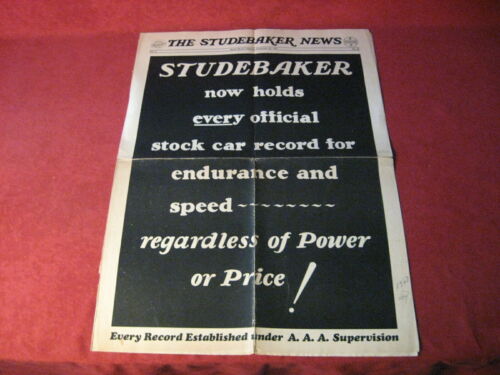 THE STUDEBAKER NEWS
STUDEBAKER
now holds
every official
stock car record for
endurance and
speed~~~~~~~~
regardless of Power
or Price!
Every Record Established under A. A. A. Supervision